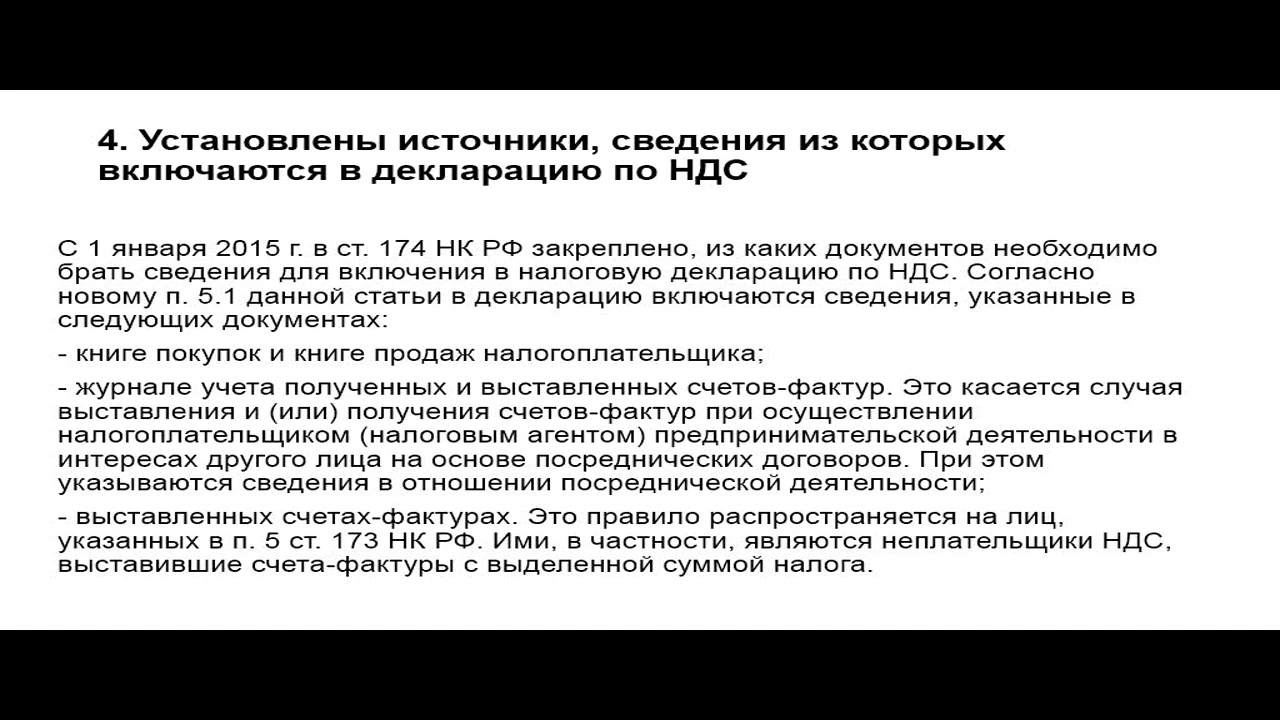 4. Установлены источники, сведения из которых
включаются в декларацию по НДС
С 1 января 2015 г. в ст. 174 НК РФ закреплено, из каких документов необходимо
брать сведения для включения в налоговую декларацию по НДС. Согласно
новому п. 5.1 данной статьи в декларацию включаются сведения, указанные в
следующих документах:
- книге покупок и книге продаж налогоплательщика;
- журнале учета полученных и выставленных счетов-фактур. Это касается случая
выставления и (или) получения счетов-фактур при осуществлении
налогоплательщиком (налоговым агентом) предпринимательской деятельности в
интересах другого лица на основе посреднических договоров. При этом
указываются сведения в отношении посреднической деятельности;
- выставленных счетах-фактурах. Это правило распространяется на лиц,
указанных в п. 5 ст. 173 НК РФ. Ими, в частности, являются неплательщики НДС,
выставившие счета-фактуры с выделенной суммой налога.